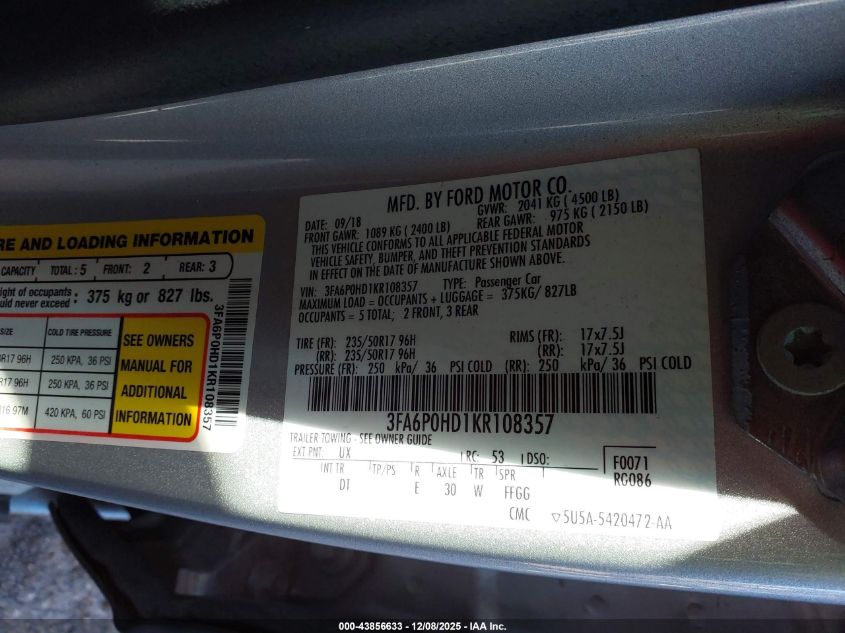 RE AND LOADING INFORMATION
CAPACITY TOTAL: 5 FRONT: 2 REAR: 3
ght of occupants
uld never exceed : 375 kg or 827 lbs.
SIZE COLD TIRE PRESSURE
0R17 96H 250 KPA, 36 PSI
R17 96H 250 KPA, 36 PSI
R16 97M 420 KPA, 60 PSI
SEE OWNERS
MANUAL FOR
ADDITIONAL
INFORMATION
3FA6P0HD1KR108357
MFD. BY FORD MOTOR CO.
DATE: 09/18 GVWR: 2041 KG ( 4500 LB)
FRONT GAWR: 1089 KG ( 2400 LB) REAR GAWR: 975 KG ( 2150 LB)
THIS VEHICLE CONFORMS TO ALL APPLICABLE FEDERAL MOTOR
VEHICLE SAFETY, BUMPER, AND THEFT PREVENTION STANDARDS
IN EFFECT ON THE DATE OF MANUFACTURE SHOWN ABOVE.
VIN: 3FA6P0HD1KR108357 TYPE: Passenger Car
MAXIMUM LOAD = OCCUPANTS + LUGGAGE = 375KG/ 827LB
OCCUPANTS = 5 TOTAL; 2 FRONT, 3 REAR
TIRE (FR): 235/50R17 96H RIMS (FR): 17x7.5J
(RR): 235/50R17 96H (RR): 17x7.5J
PRESSURE (FR): 250 kPa/ 36 PSI COLD (RR): 250 kPa/ 36 PSI COLD
3FA6P0HD1KR108357
TRAILER TOWING - SEE OWNER GUIDE
EXT PNT: UX RC: 53 DSO: F0071
INT TR TP/PS R AXLE TR SPR RC086
DT E 30 W FFGG
CMC ▽5U5A-5420472-AA
000-43856633 - 12/08/2025 - IAA Inc.